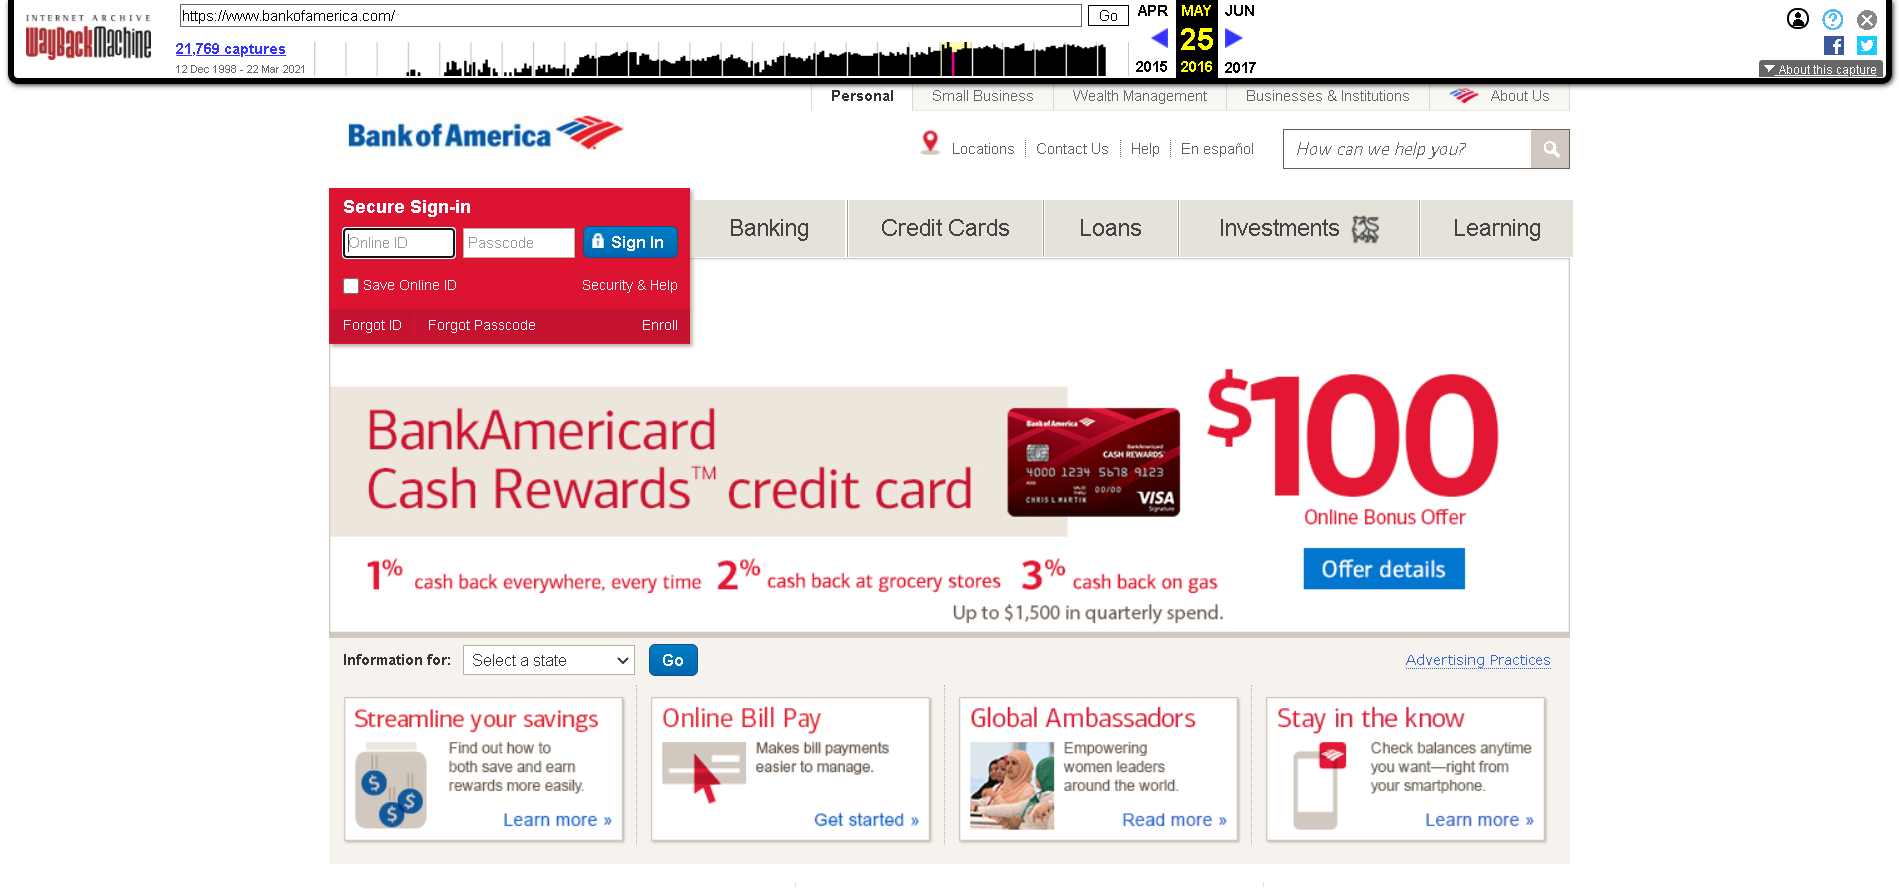 INTERNET ARCHIVE
WayBackMachine
https://www.bankofamerica.com/
Go
21,769 captures
12 Dec 1998 - 22 Mar 2021
APR MAY JUN
25
2015 2016 2017
About this capture
Personal
Small Business
Wealth Management
Businesses & Institutions
About Us
Bank of America
Locations
Contact Us
Help
En español
How can we help you?
Secure Sign-in
Online ID
Passcode
Sign In
Save Online ID
Security & Help
Forgot ID
Forgot Passcode
Enroll
Banking
Credit Cards
Loans
Investments
Learning
BankAmericard
Cash Rewards™ credit card
Bank of America
BankAmericard
CASH REWARDS
4000 1234 5678 9123
4000
VALID THRU 00/00
CHRIS L MARTIN
VISA
Signature
$100
Online Bonus Offer
Offer details
1% cash back everywhere, every time
2% cash back at grocery stores
3% cash back on gas
Up to $1,500 in quarterly spend.
Information for:
Select a state
Go
Advertising Practices
Streamline your savings
Find out how to
both save and earn
rewards more easily.
Learn more »
Online Bill Pay
Makes bill payments
easier to manage.
Get started »
Global Ambassadors
Empowering
women leaders
around the world.
Read more »
Stay in the know
Check balances anytime
you want—right from
your smartphone.
Learn more »